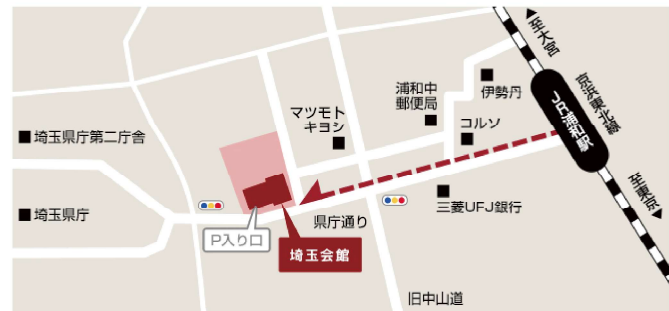 至大宮
京浜東北線
JR浦和駅
至東京
伊勢丹
浦和中
郵便局
コルソ
マツモト
キヨシ
三菱UFJ銀行
埼玉県庁第二庁舎
埼玉県庁
県庁通り
P入り口
埼玉会館
旧中山道